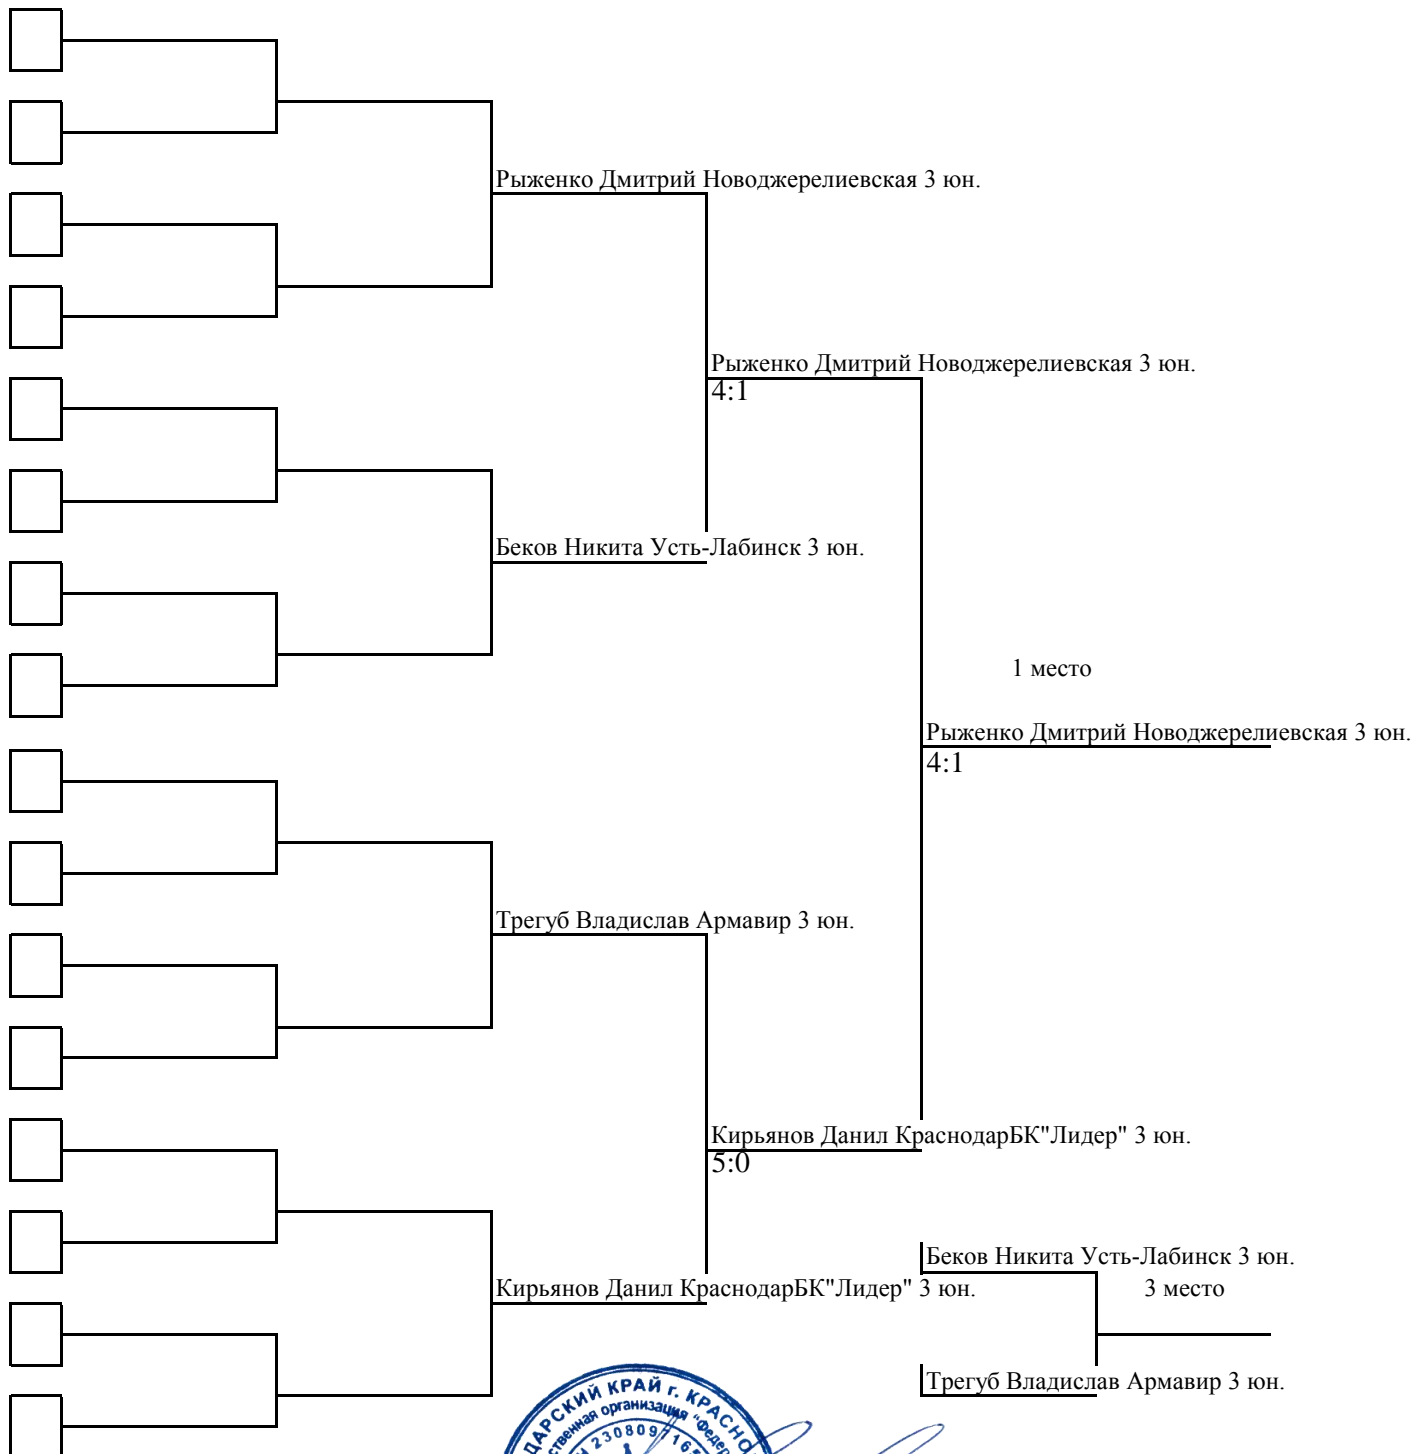 Рыженко Дмитрий Новоджерелиевская 3 юн.
Рыженко Дмитрий Новоджерелиевская 3 юн.
4:1
Беков Никита Усть-Лабинск 3 юн.
1 место
Рыженко Дмитрий Новоджерелиевская 3 юн.
4:1
Трегуб Владислав Армавир 3 юн.
Кирьянов Данил КраснодарБК"Лидер" 3 юн.
5:0
Беков Никита Усть-Лабинск 3 юн.
Кирьянов Данил КраснодарБК"Лидер" 3 юн.
3 место
Трегуб Владислав Армавир 3 юн.
КРАЙ г.
организация